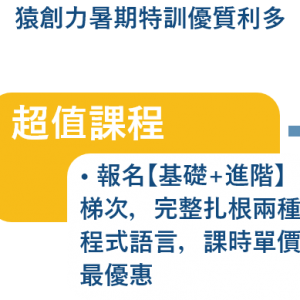 猿創力暑期特訓優質利多
超值課程
• 報名【基礎+進階】
梯次，完整扎根兩種
程式語言，課時單價
最優惠